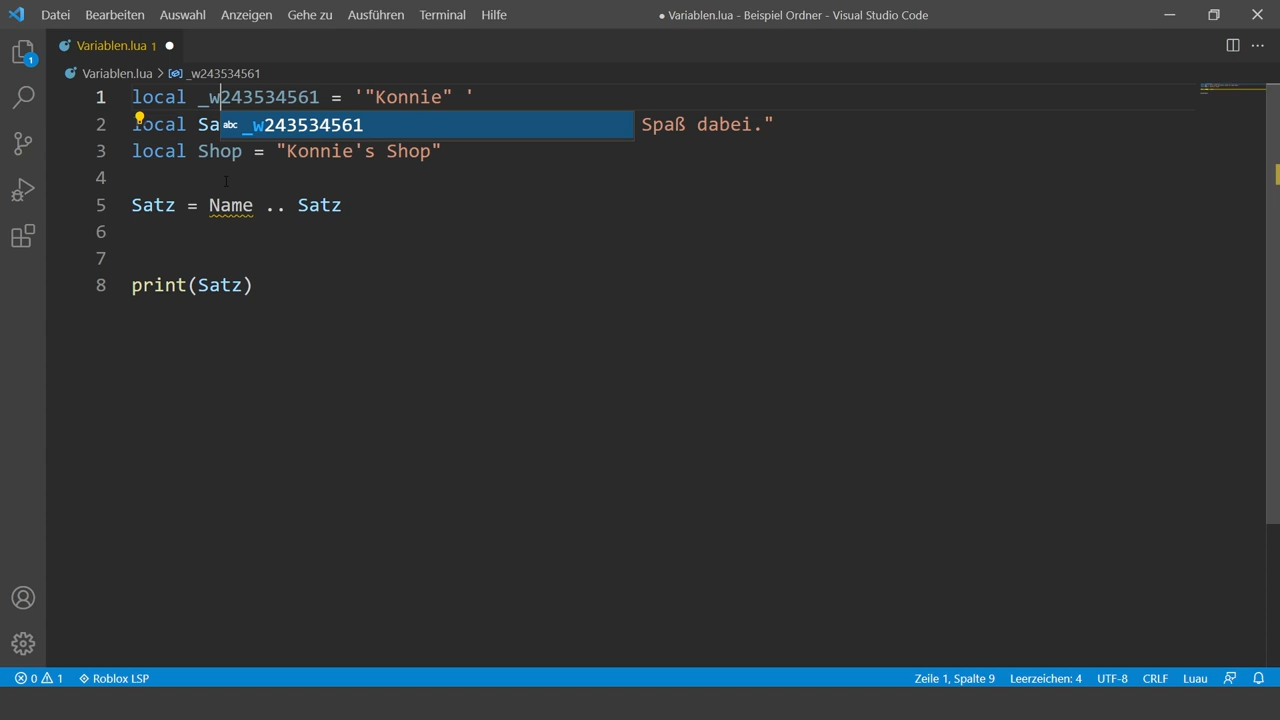 Datei Bearbeiten Auswahl Anzeigen Gehe zu Ausführen Terminal Hilfe ● Variablen.lua - Beispiel Ordner - Visual Studio Code
1 Variablen.lua 1 ●
Variablen.lua > _w243534561
1 local _w243534561 = '"Konnie" '
2 local Sa Spaß dabei."
abc _w243534561
3 local Shop = "Konnie's Shop"
4
5 Satz = Name .. Satz
6
7
8 print(Satz)
0 1 Roblox LSP Zeile 1, Spalte 9 Leerzeichen: 4 UTF-8 CRLF Luau